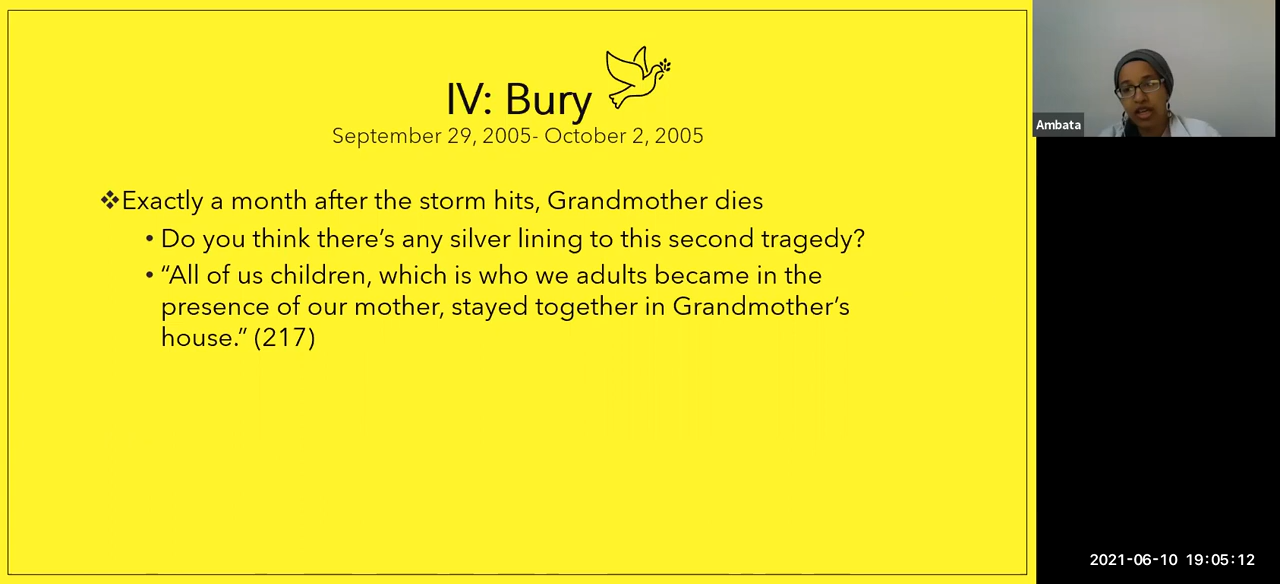 IV: Bury
September 29, 2005- October 2, 2005
❖Exactly a month after the storm hits, Grandmother dies
• Do you think there’s any silver lining to this second tragedy?
• “All of us children, which is who we adults became in the
presence of our mother, stayed together in Grandmother’s
house.” (217)
Ambata
2021-06-10 19:05:12